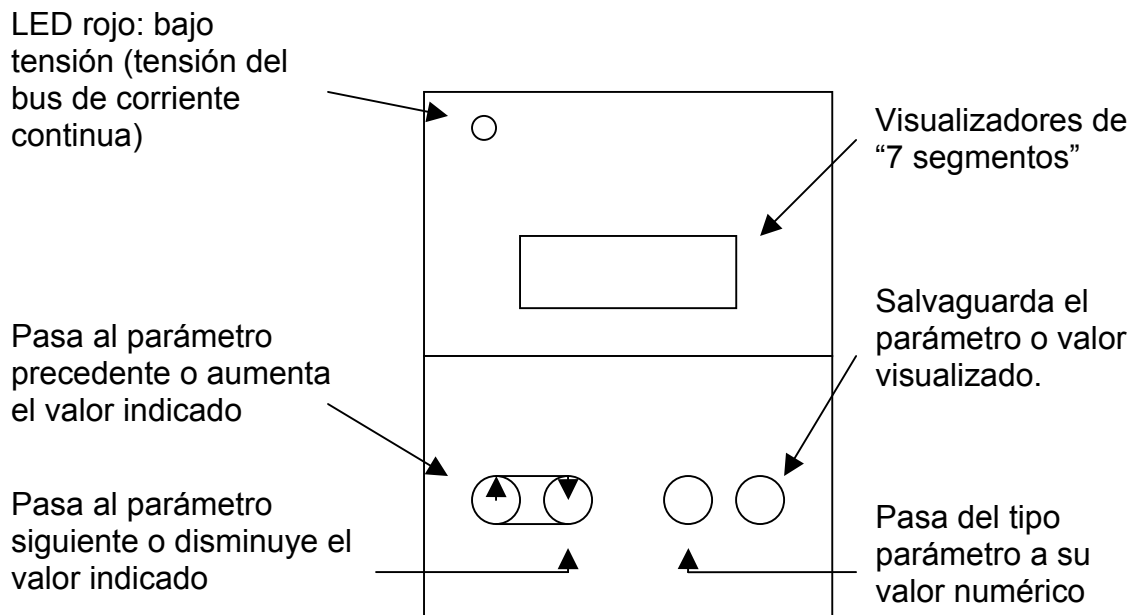 LED rojo: bajo
tensión (tensión del
bus de corriente
continua)
Visualizadores de
“7 segmentos”
Pasa al parámetro
precedente o aumenta
el valor indicado
Salvaguarda el
parámetro o valor
visualizado.
Pasa al parámetro
siguiente o disminuye el
valor indicado
Pasa del tipo
parámetro a su
valor numérico